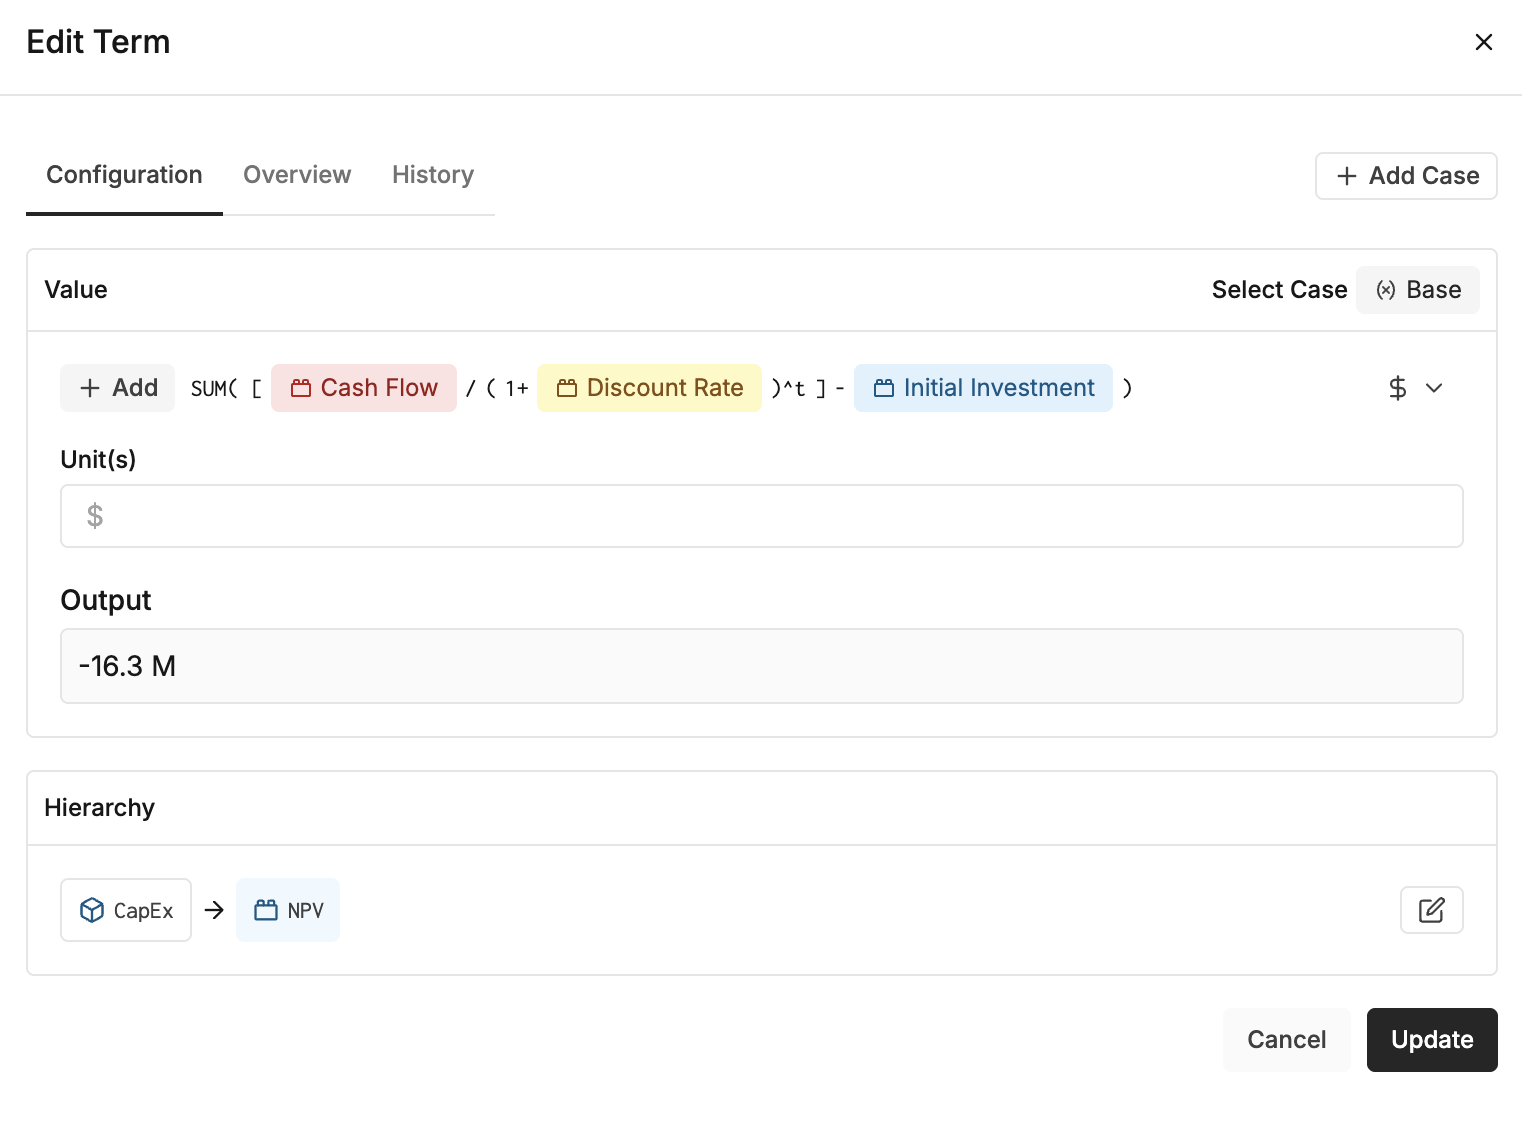 Edit Term
Configuration Overview History + Add Case
Value Select Case (×) Base
+ Add SUM( [ Cash Flow / ( 1+ Discount Rate )^t ] - Initial Investment ) $
Unit(s)
$
Output
-16.3 M
Hierarchy
CapEx → NPV
Cancel Update